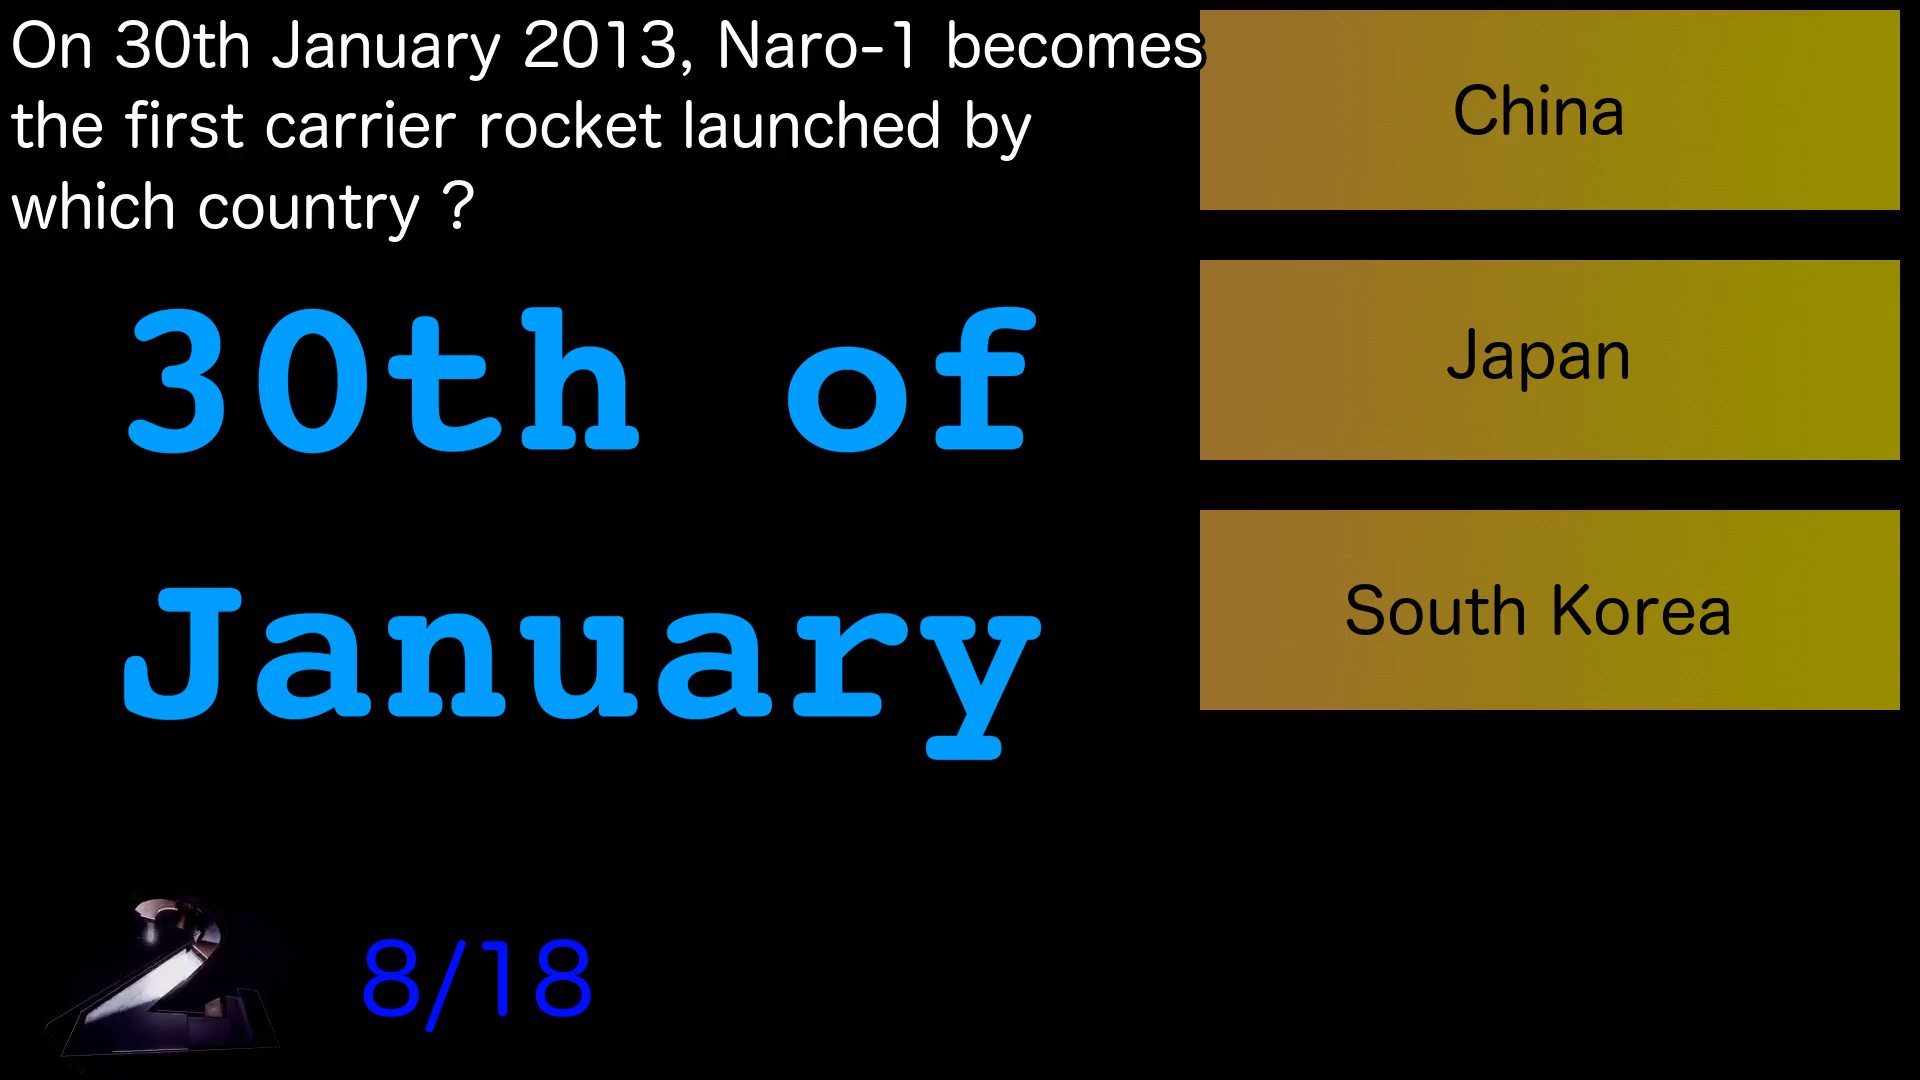 On 30th January 2013, Naro-1 becomes
the first carrier rocket launched by
which country ?
China
Japan
South Korea
30th of
January
2
8/18